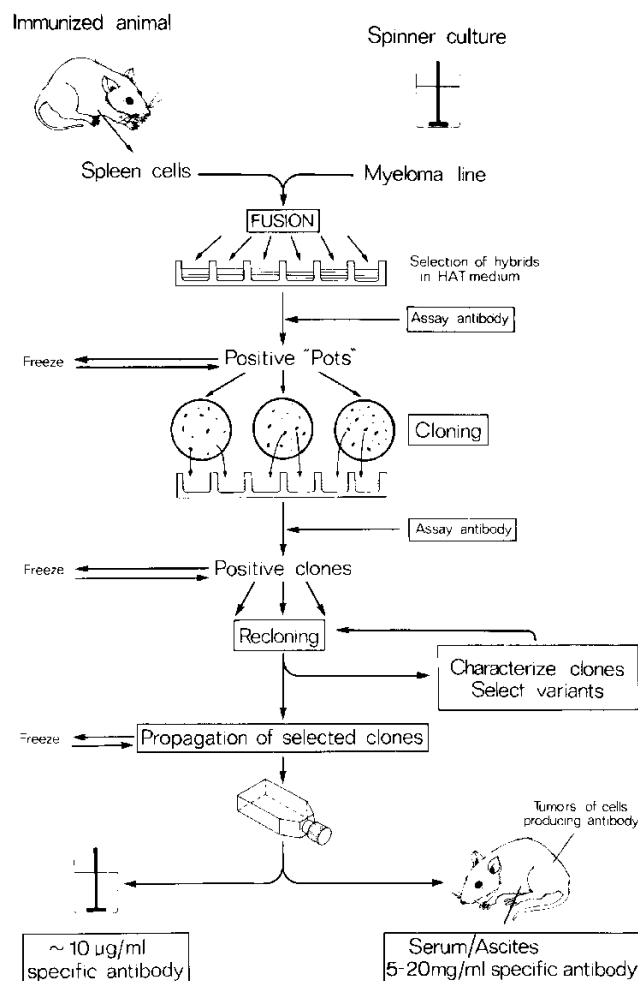 Immunized animal
Spinner culture
Spleen cells
Myeloma line
FUSION
Selection of hybrids
in HAT medium
Assay antibody
Freeze
Positive "Pots"
Cloning
Assay antibody
Freeze
Positive clones
Recloning
Characterize clones
Select variants
Freeze
Propagation of selected clones
Tumors of cells
producing antibody
~ 10 µg/ml
specific antibody
Serum/Ascites
5-20mg/ml specific antibody